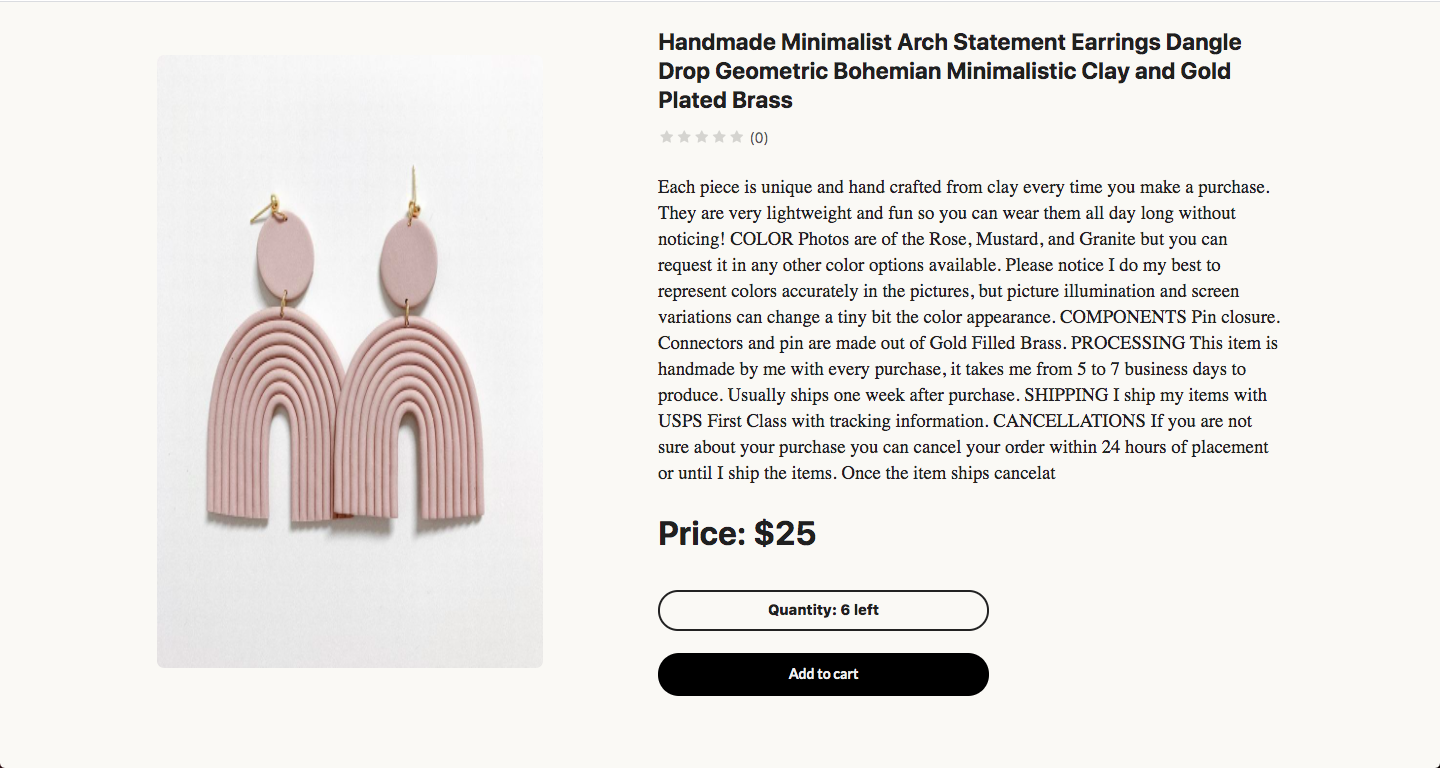 Handmade Minimalist Arch Statement Earrings Dangle
Drop Geometric Bohemian Minimalistic Clay and Gold
Plated Brass
(0)
Each piece is unique and hand crafted from clay every time you make a purchase.
They are very lightweight and fun so you can wear them all day long without
noticing! COLOR Photos are of the Rose, Mustard, and Granite but you can
request it in any other color options available. Please notice I do my best to
represent colors accurately in the pictures, but picture illumination and screen
variations can change a tiny bit the color appearance. COMPONENTS Pin closure.
Connectors and pin are made out of Gold Filled Brass. PROCESSING This item is
handmade by me with every purchase, it takes me from 5 to 7 business days to
produce. Usually ships one week after purchase. SHIPPING I ship my items with
USPS First Class with tracking information. CANCELLATIONS If you are not
sure about your purchase you can cancel your order within 24 hours of placement
or until I ship the items. Once the item ships cancelat
Price: $25
Quantity: 6 left
Add to cart